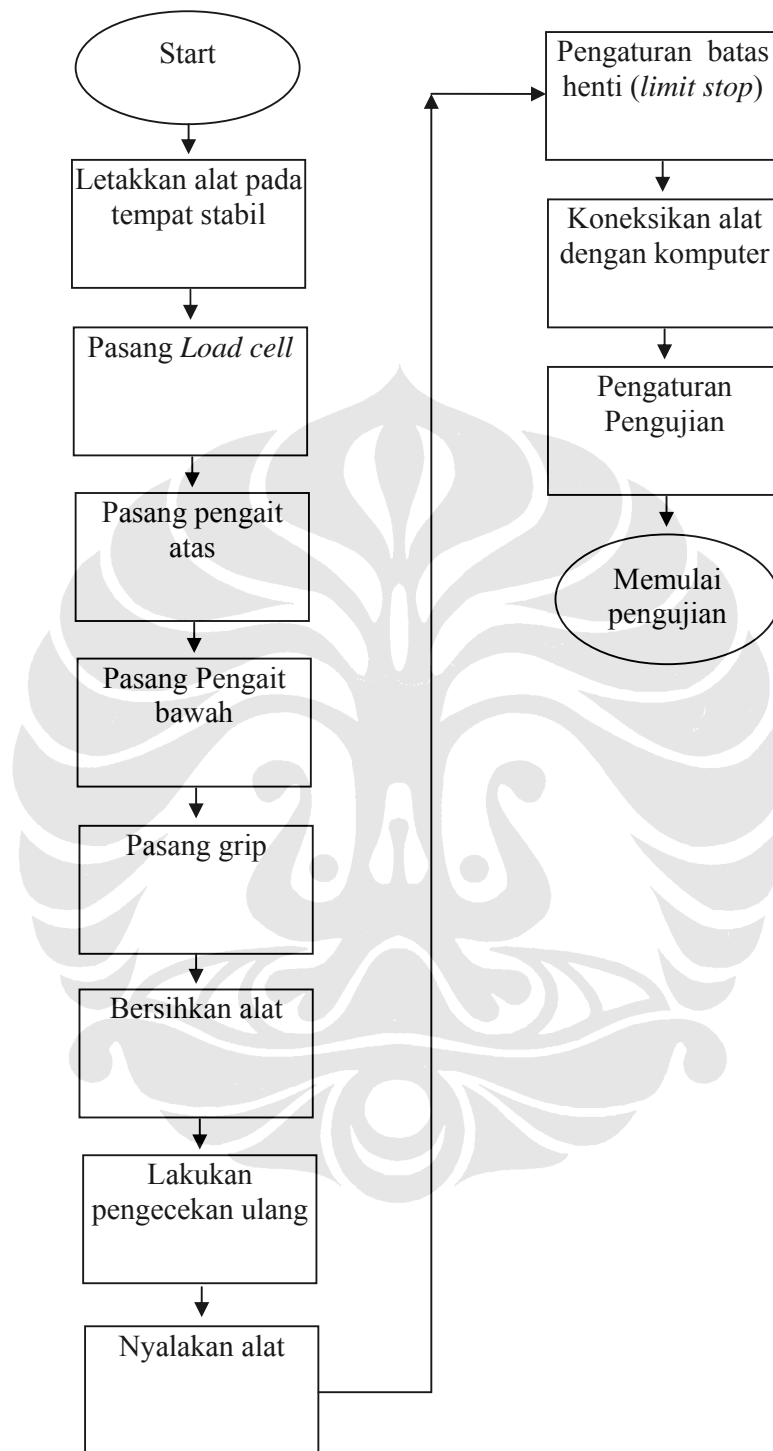 Start
Letakkan alat pada
tempat stabil
Pasang Load cell
Pasang pengait
atas
Pasang Pengait
bawah
Pasang grip
Bersihkan alat
Lakukan
pengecekan ulang
Nyalakan alat
Pengaturan batas
henti (limit stop)
Koneksikan alat
dengan komputer
Pengaturan
Pengujian
Memulai
pengujian